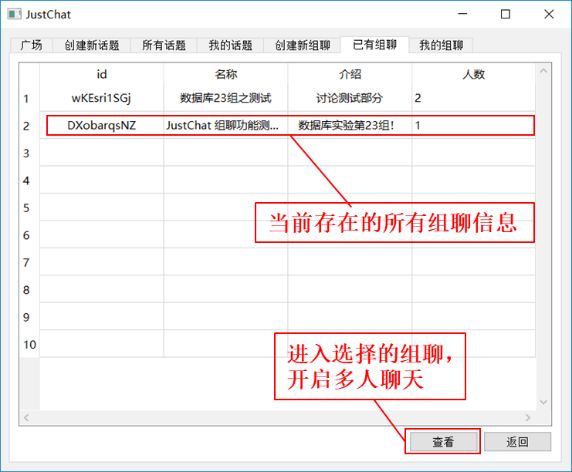 JustChat
广场 创建新话题 所有话题 我的话题 创建新组聊 已有组聊 我的组聊
id 名称 介绍 人数
1 wKEsri1SGj 数据库23组之测试 讨论测试部分 2
2 DXobarqsNZ JustChat 组聊功能测... 数据库实验第23组! 1
3
4
5
当前存在的所有组聊信息
6
7
8
9
10
进入选择的组聊，
开启多人聊天
查看 返回